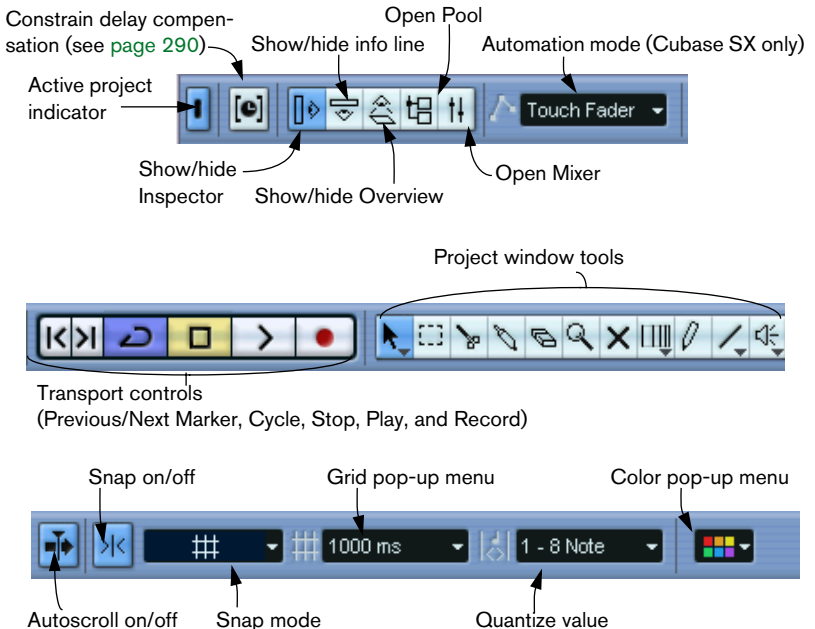 Constrain delay compen-
sation (see page 290)
Open Pool
Show/hide info line
Automation mode (Cubase SX only)
Active project
indicator
Touch Fader
Show/hide
Inspector
Show/hide Overview
Open Mixer
Project window tools
Transport controls
(Previous/Next Marker, Cycle, Stop, Play, and Record)
Snap on/off
Grid pop-up menu
Color pop-up menu
1000 ms
1 - 8 Note
Autoscroll on/off
Snap mode
Quantize value